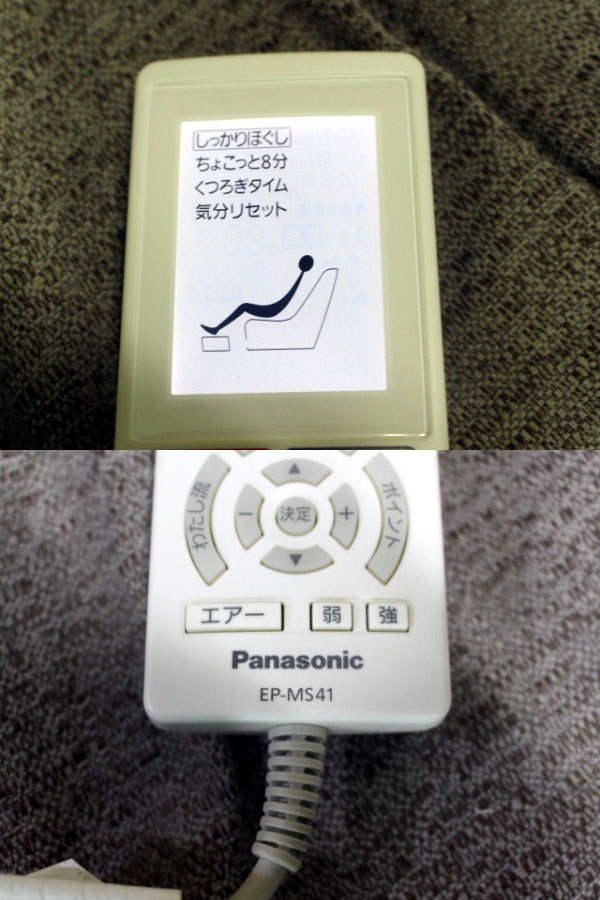 しっかりほぐし
ちょこっと8分
くつろぎタイム
気分リセット
▲
わたし流
−
決定
+
ポイント
▼
エアー
弱
強
Panasonic
EP-MS41